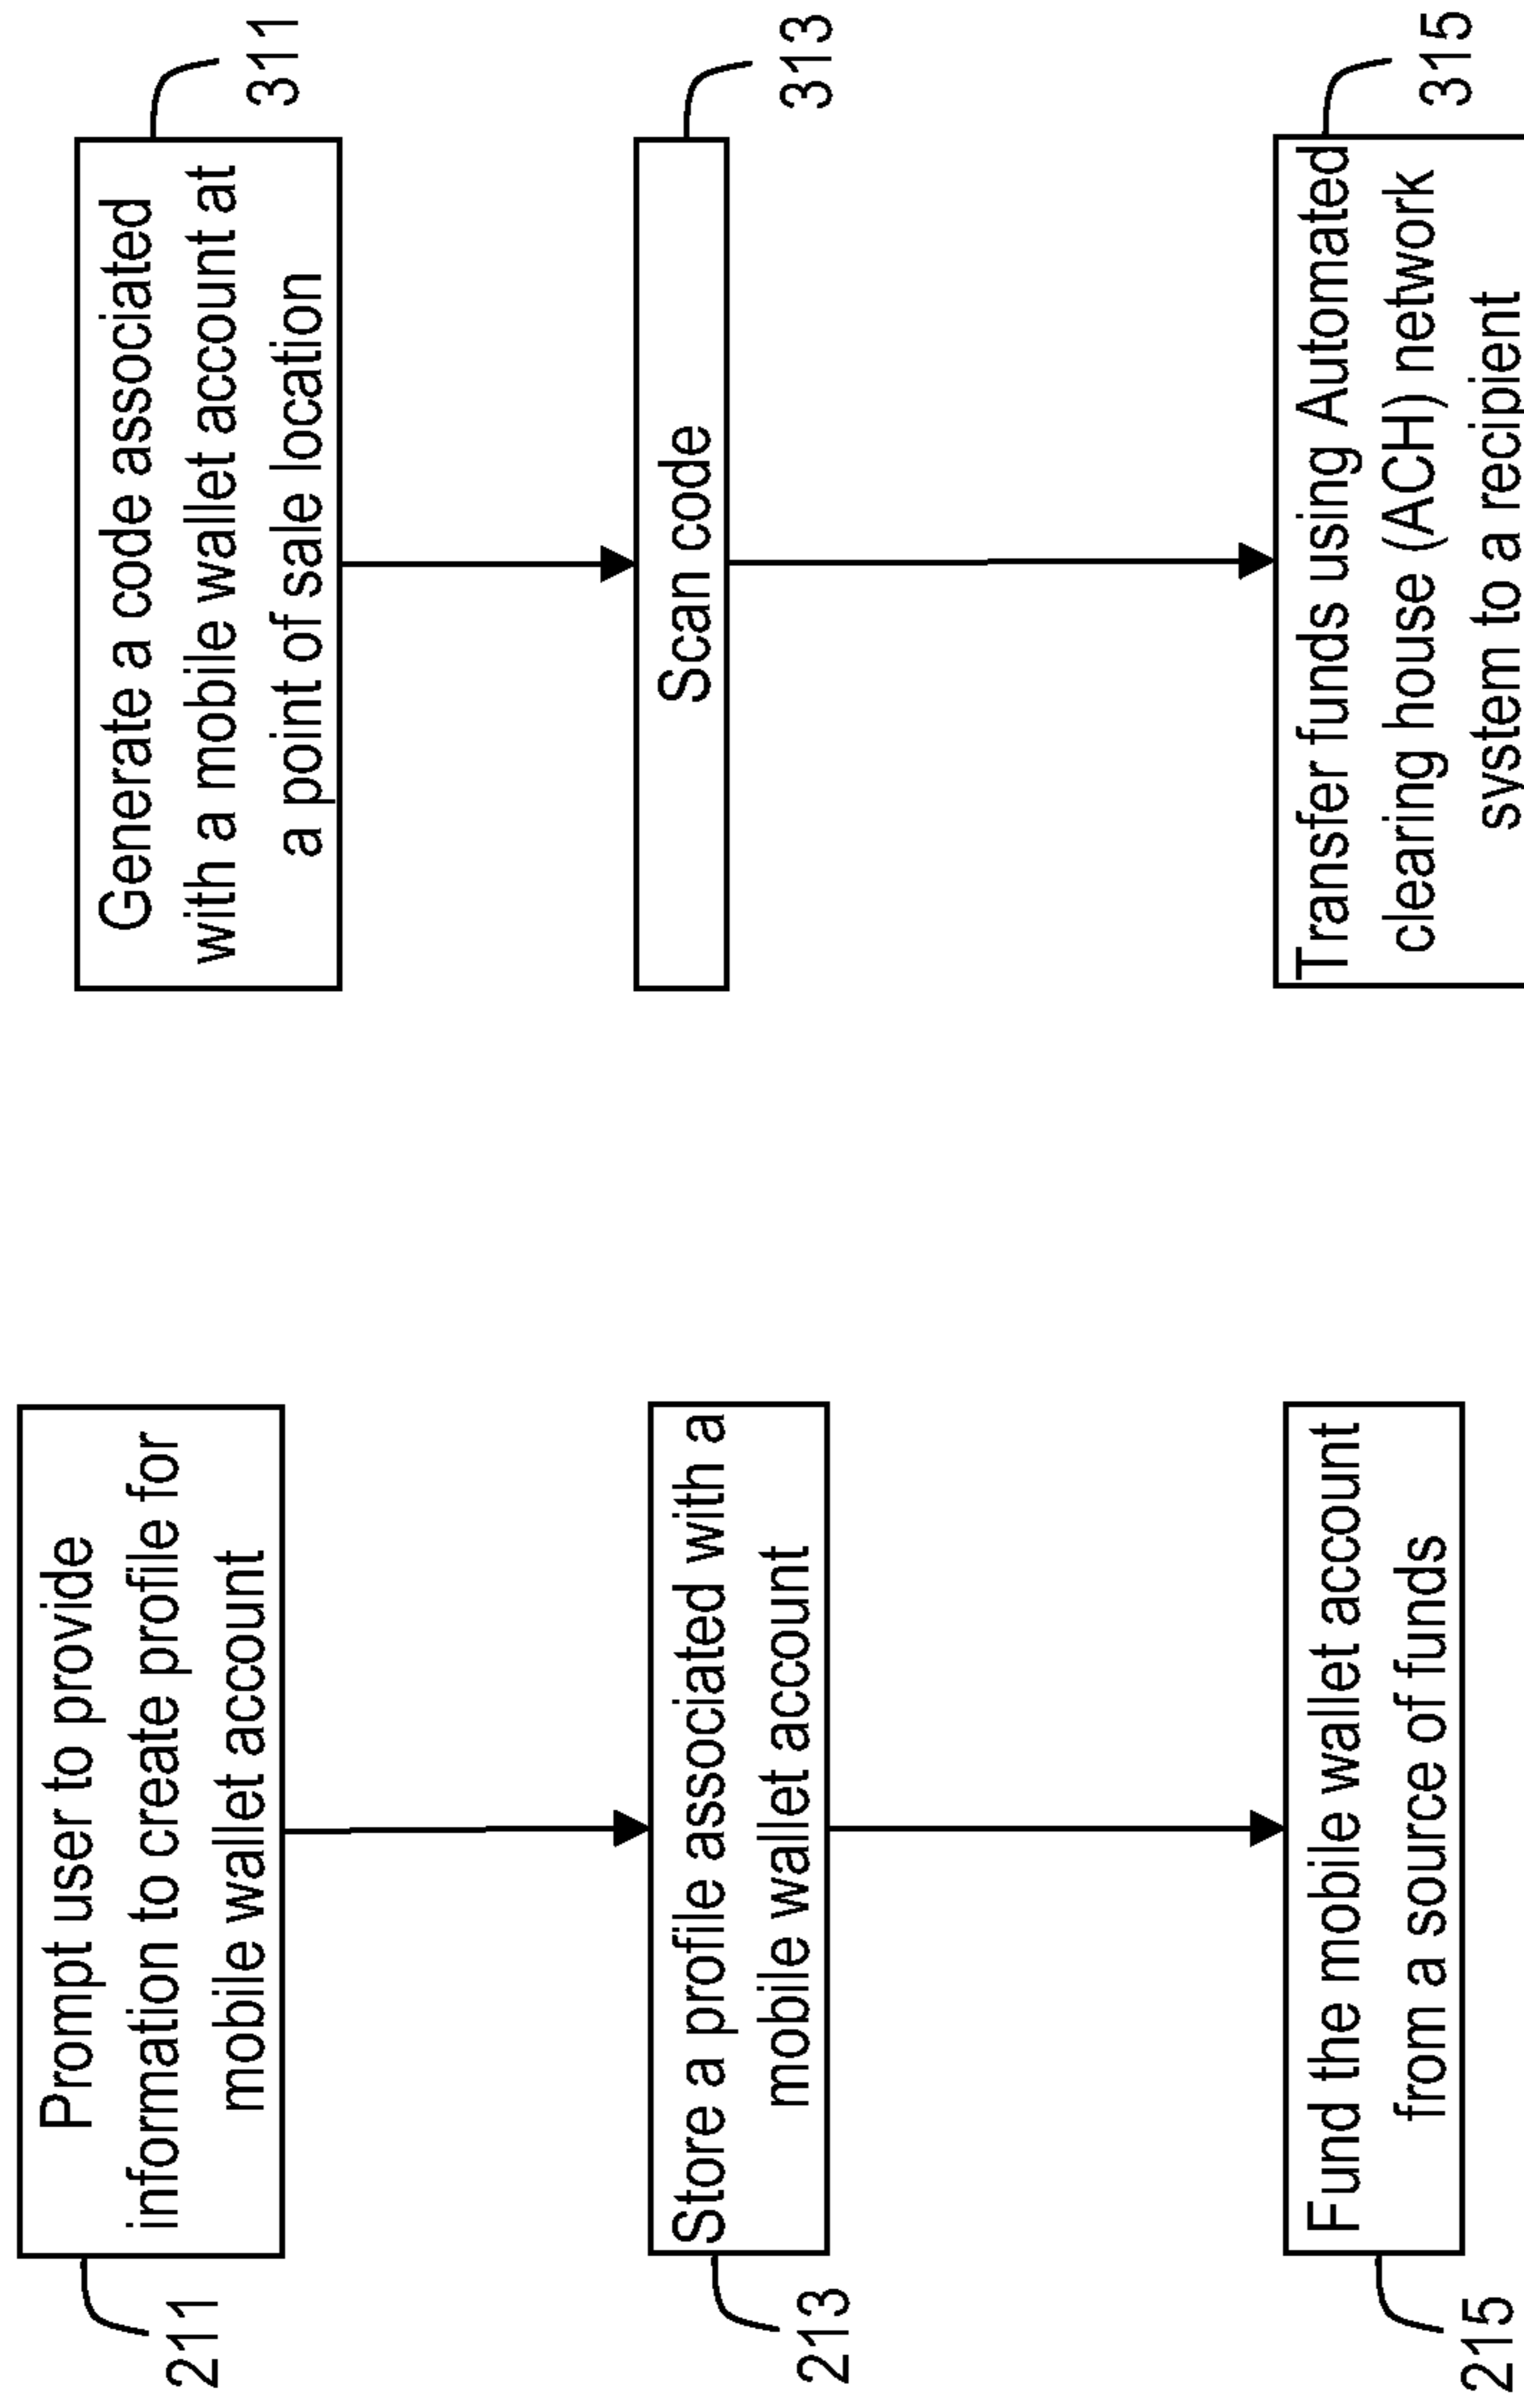 Prompt user to provide
information to create profile for
mobile wallet account
211
Store a profile associated with a
mobile wallet account
213
Fund the mobile wallet account
from a source of funds
215
Generate a code associated
with a mobile wallet account at
a point of sale location
311
Scan code
313
Transfer funds using Automated
clearing house (ACH) network
system to a recipient
315